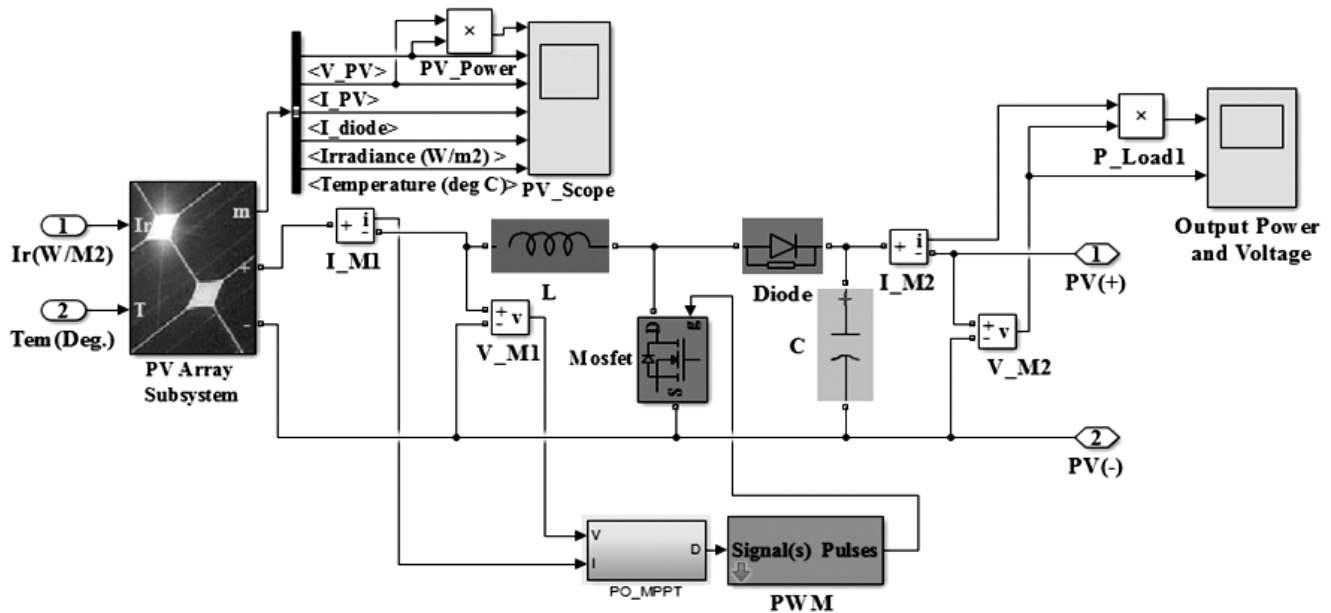 ×
PV_Power
<V_PV>
<I_PV>
<I_diode>
<Irradiance (W/m2) >
<Temperature (deg C)>
PV_Scope
×
P_Load1
Output Power
and Voltage
1
Ir(W/M2)
2
Tem(Deg.)
Ir
T
m
+
-
PV Array
Subsystem
+ i
-
I_M1
-
L
+
- v
V_M1
D
g
S
Mosfet
Diode
+
C
+ i
-
I_M2
+
- v
V_M2
1
PV(+)
2
PV(-)
V
I
D
PO_MPPT
Signal(s) Pulses
PWM